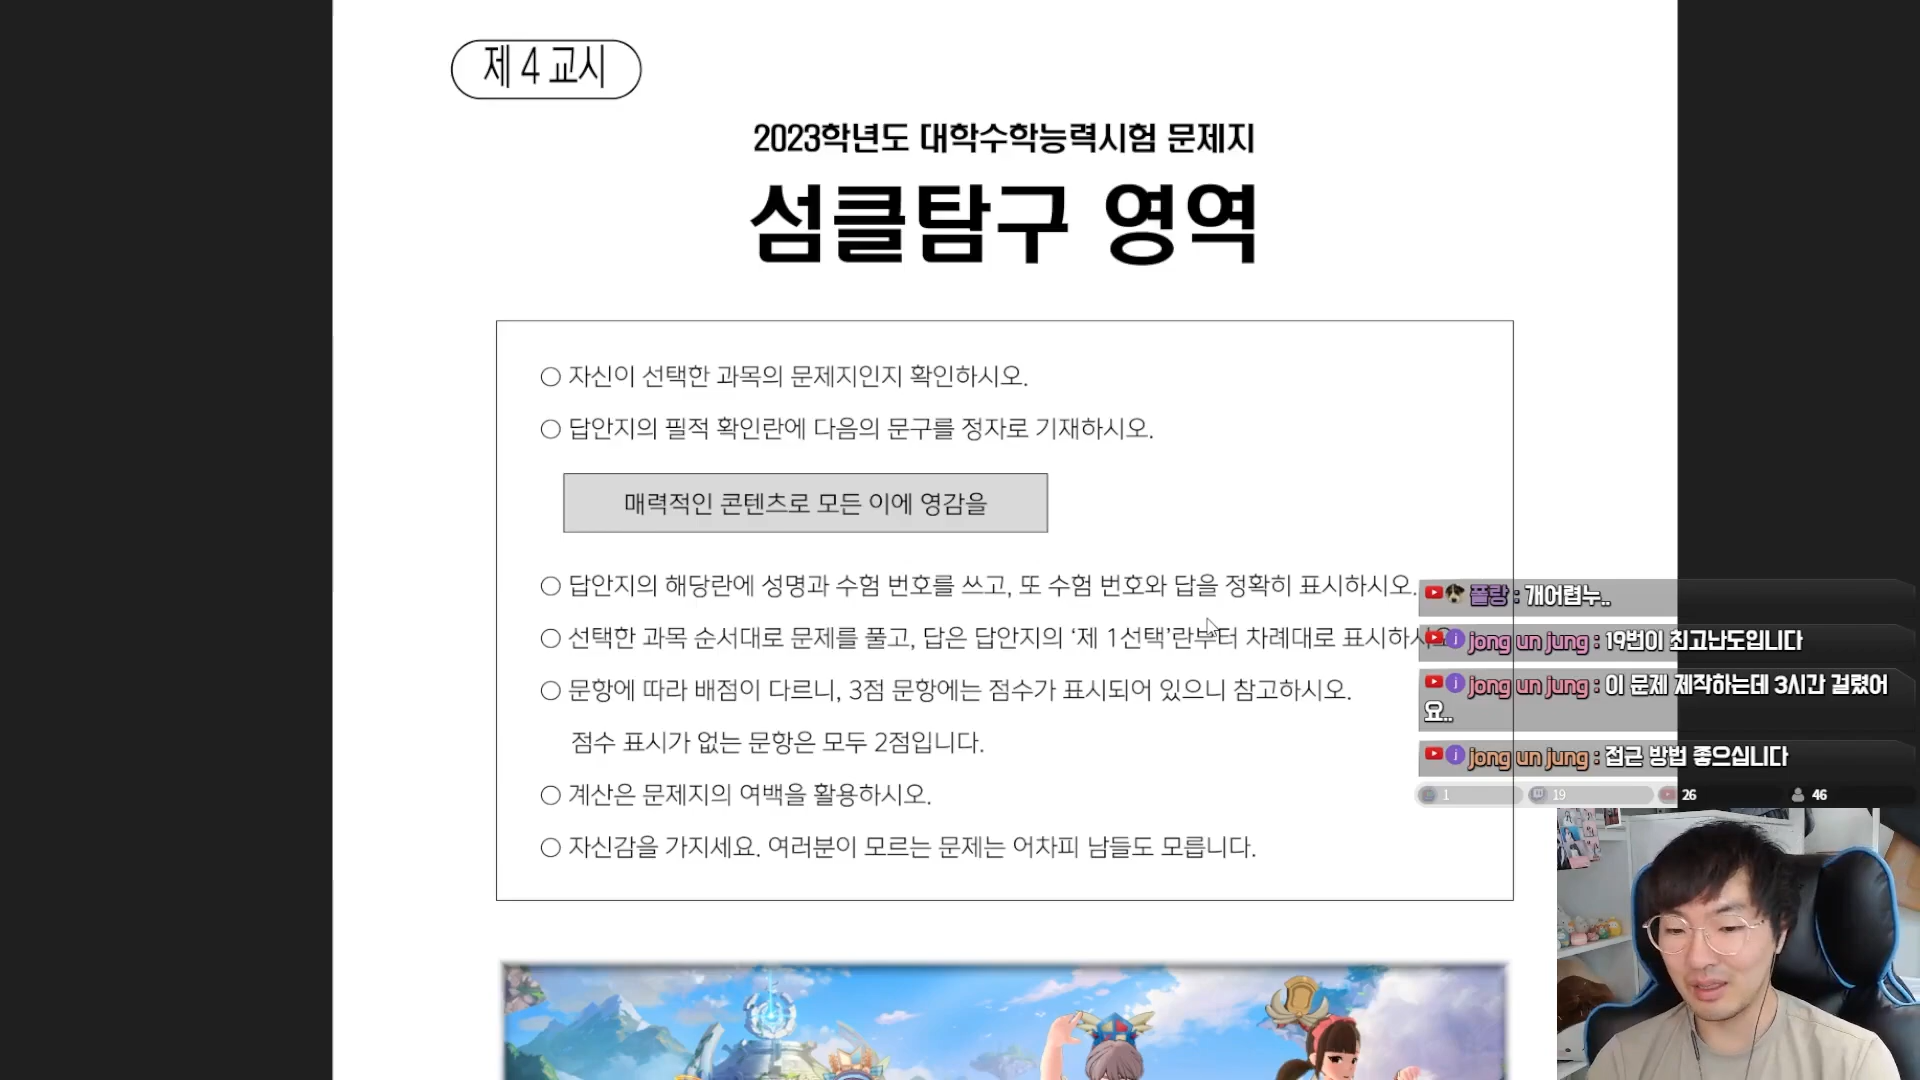 제 4 교시
2023학년도 대학수학능력시험 문제지
섬클탐구 영역
○ 자신이 선택한 과목의 문제지인지 확인하시오.
○ 답안지의 필적 확인란에 다음의 문구를 정자로 기재하시오.
매력적인 콘텐츠로 모든 이에 영감을
○ 답안지의 해당란에 성명과 수험 번호를 쓰고, 또 수험 번호와 답을 정확히 표시하시오.
○ 선택한 과목 순서대로 문제를 풀고, 답은 답안지의 ‘제 1선택’란부터 차례대로 표시하시오.
○ 문항에 따라 배점이 다르니, 3점 문항에는 점수가 표시되어 있으니 참고하시오.
점수 표시가 없는 문항은 모두 2점입니다.
○ 계산은 문제지의 여백을 활용하시오.
○ 자신감을 가지세요. 여러분이 모르는 문제는 어차피 남들도 모릅니다.
풀랑 : 개어렵누..
jong un jung : 19번이 최고난도입니다
jong un jung : 이 문제 제작하는데 3시간 걸렸어
요..
jong un jung : 접근 방법 좋으십니다
1 19 26 46